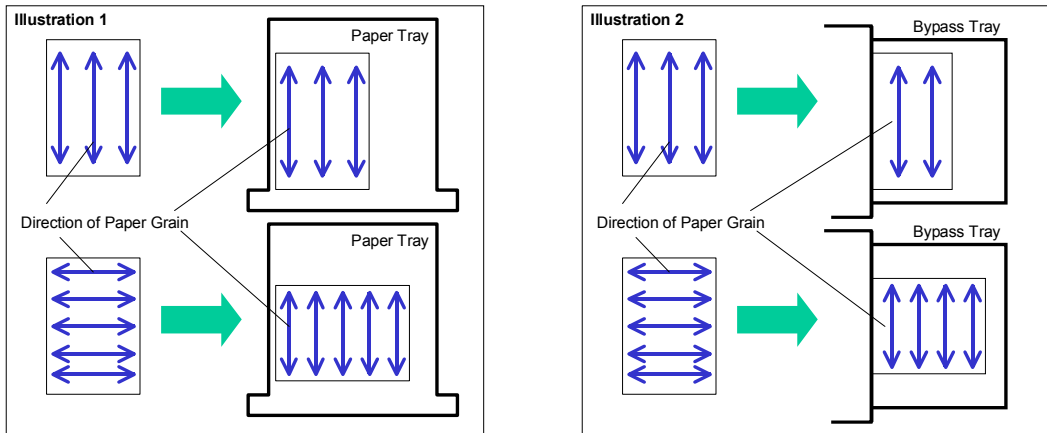 Illustration 1
Paper Tray
Direction of Paper Grain
Paper Tray
Illustration 2
Bypass Tray
Direction of Paper Grain
Bypass Tray